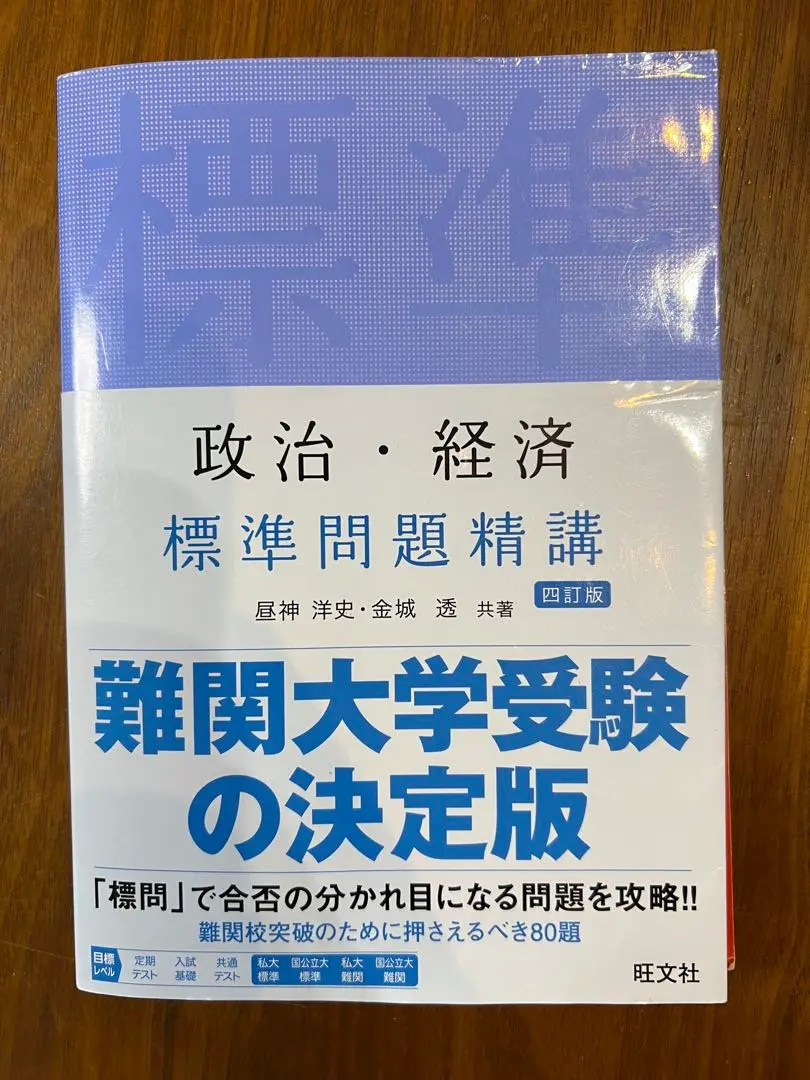 標準
政治・経済
標準問題精講
昼神 洋史・金城 透 共著 四訂版
難関大学受験
の決定版
「標問」で合否の分かれ目になる問題を攻略!!
難関校突破のために押さえるべき80題
目標レベル 定期テスト 入試基礎 共通テスト 私大標準 国公立大標準 私大難関 国公立大難関
旺文社